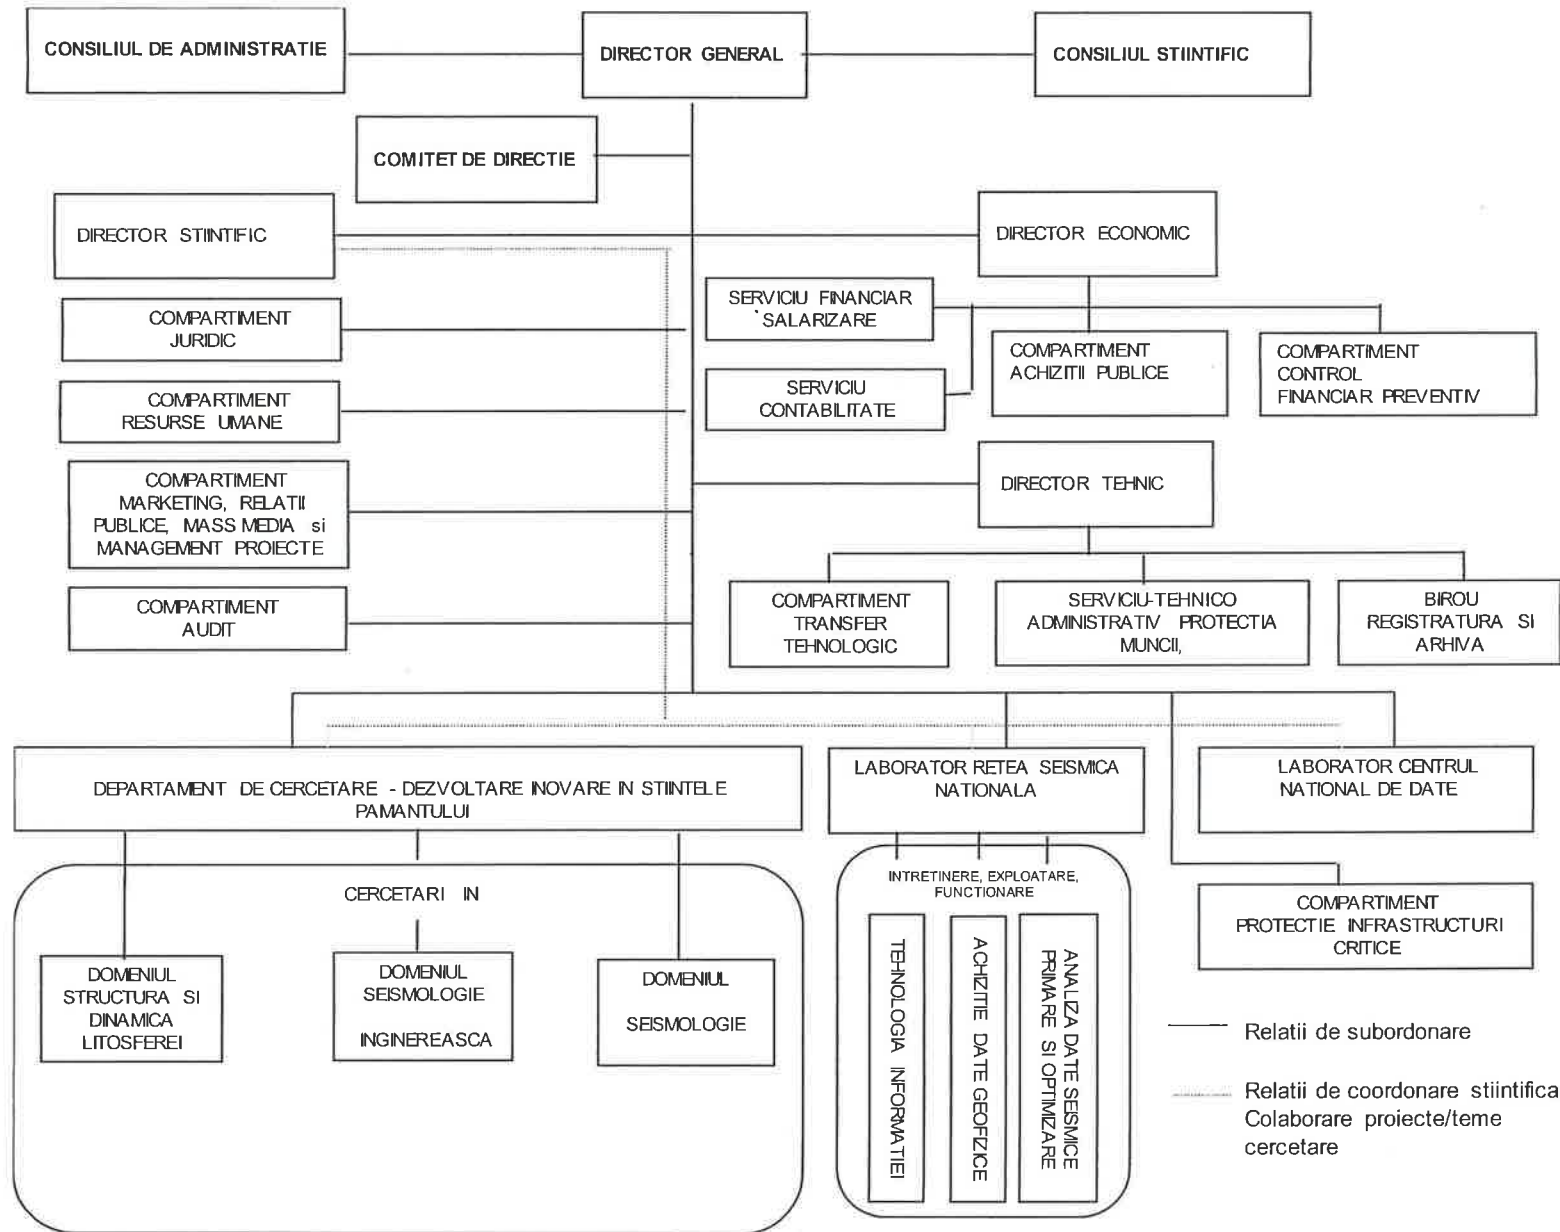 CONSILIUL DE ADMINISTRATIE
DIRECTOR GENERAL
CONSILIUL STIINTIFIC
COMITET DE DIRECTIE
DIRECTOR STIINTIFIC
DIRECTOR ECONOMIC
COMPARTIMENT
JURIDIC
SERVICIU FINANCIAR
SALARIZARE
COMPARTIMENT
ACHIZITII PUBLICE
COMPARTIMENT
CONTROL
FINANCIAR PREVENTIV
COMPARTIMENT
RESURSE UMANE
SERVICIU
CONTABILITATE
COMPARTIMENT
MARKETING, RELATII
PUBLICE, MASS MEDIA si
MANAGEMENT PROIECTE
DIRECTOR TEHNIC
COMPARTIMENT
AUDIT
COMPARTIMENT
TRANSFER
TEHNOLOGIC
SERVICIU-TEHNICO
ADMINISTRATIV PROTECTIA
MUNCII,
BIROU
REGISTRATURA SI
ARHIVA
DEPARTAMENT DE CERCETARE - DEZVOLTARE INOVARE IN STIINTELE
PAMANTULUI
LABORATOR RETEA SEISMICA
NATIONALA
LABORATOR CENTRUL
NATIONAL DE DATE
CERCETARI IN
INTRETINERE, EXPLOATARE,
FUNCTIONARE
COMPARTIMENT
PROTECTIE INFRASTRUCTURI
CRITICE
DOMENIUL
STRUCTURA SI
DINAMICA
LITOSFEREI
DOMENIUL
SEISMOLOGIE
INGINEREASCA
DOMENIUL
SEISMOLOGIE
TEHNOLOGIA INFORMATIEI
ACHIZITIE DATE GEOFIZICE
ANALIZA DATE SEISMICE
PRIMARE SI OPTIMIZARE
Relatii de subordonare
Relatii de coordonare stiintifica
Colaborare proiecte/teme
cercetare